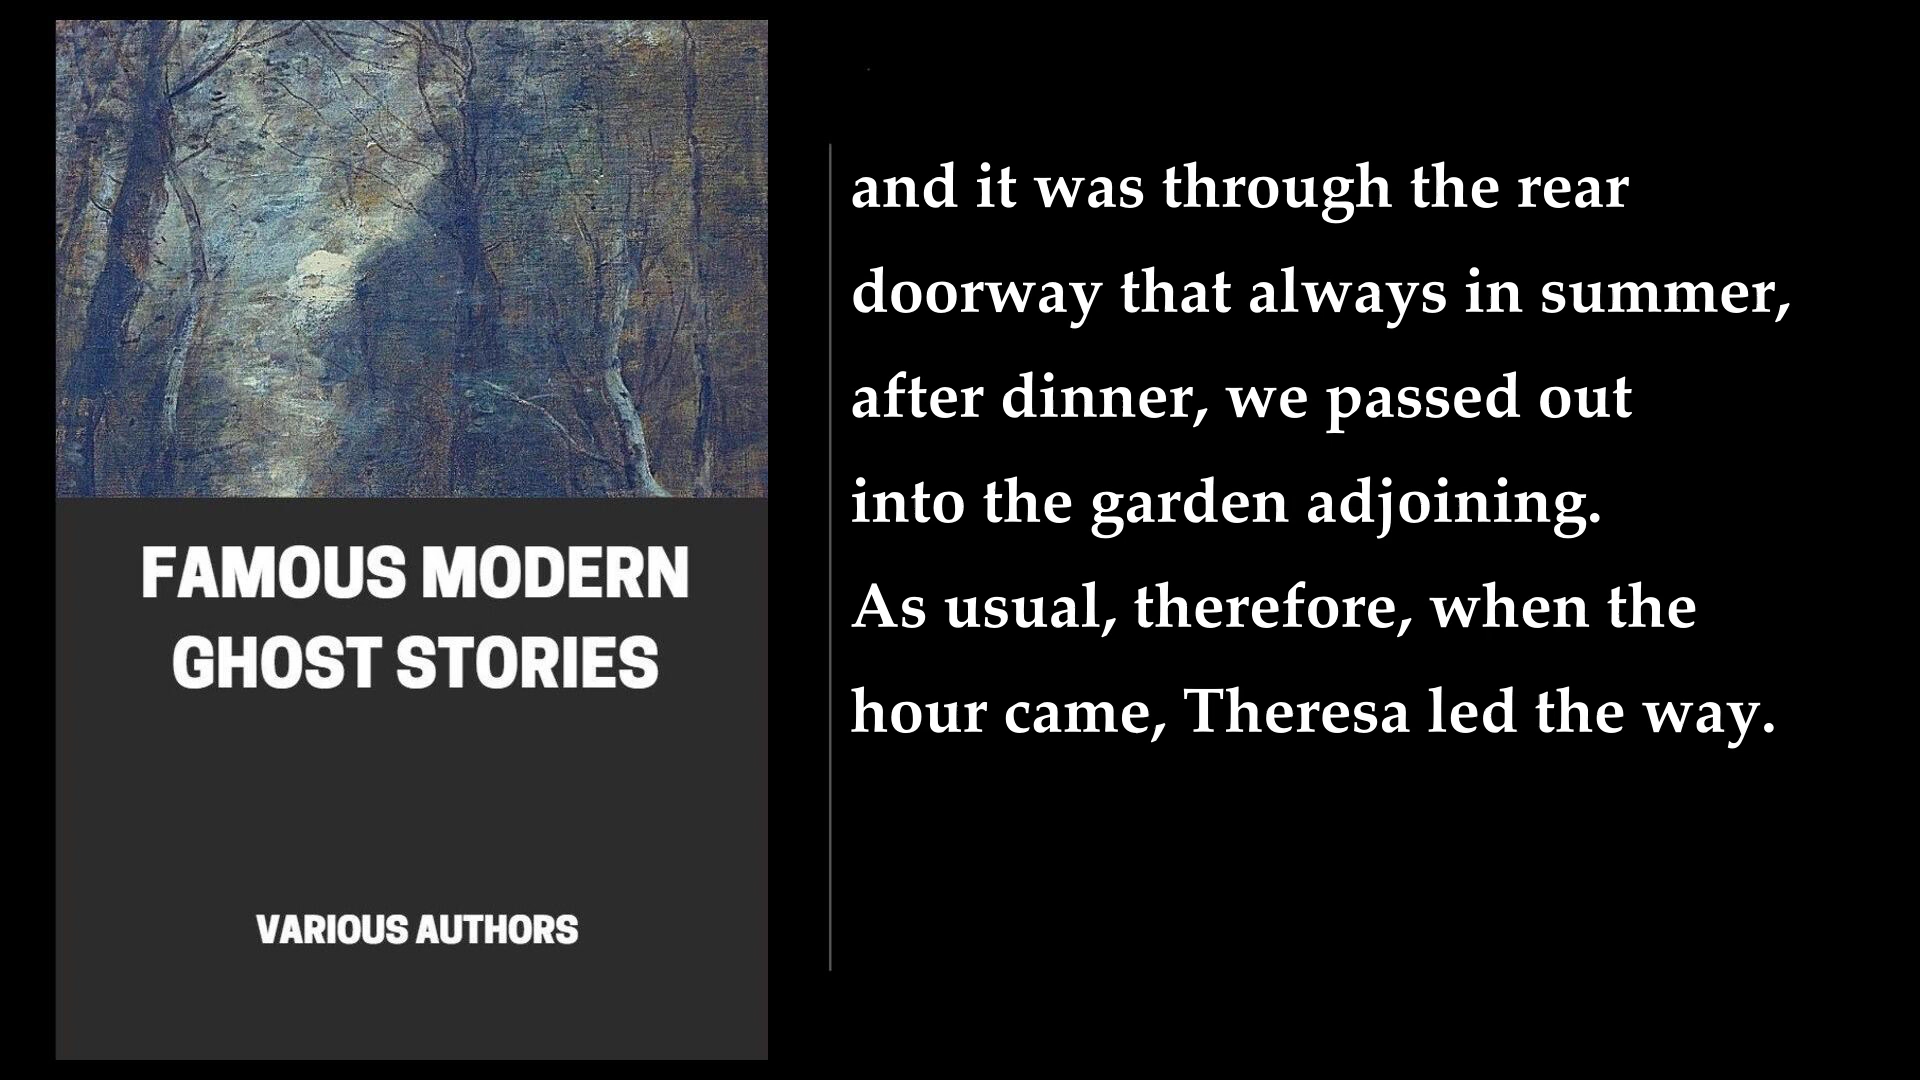 FAMOUS MODERN
GHOST STORIES
VARIOUS AUTHORS
and it was through the rear
doorway that always in summer,
after dinner, we passed out
into the garden adjoining.
As usual, therefore, when the
hour came, Theresa led the way.